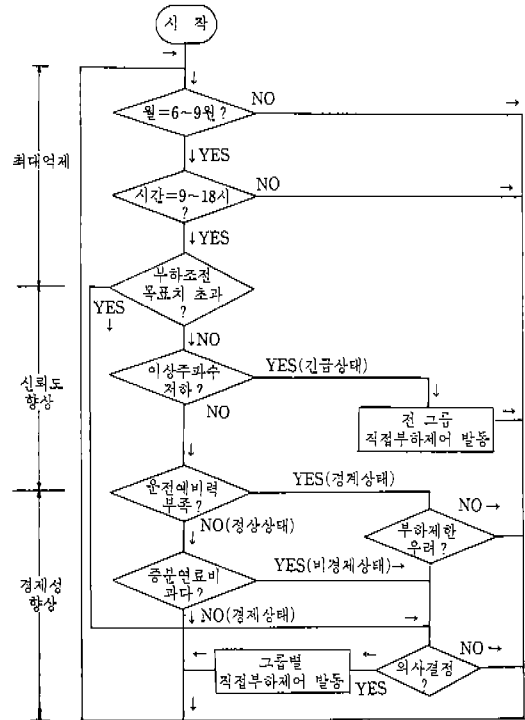 시 작
월=6~9월?
NO
→
↓YES
최대억제
시간=9~18시
?
NO
→
↓YES
부하조전
목표치 초과
?
YES
↓
↓NO
이상주파수
저하?
YES(긴급상태)
↓
NO
신뢰도
향상
전 그룹
직접부하제어 발동
→
↓
운전예비력
부족?
YES(경계상태)
↓
NO→
↓NO(정상상태)
부하제한
우려?
증분연료비
과다?
YES(비경제상태)→
경제성
향상
↓NO(경제상태)
→
←
그룹별
직접부하제어 발동
←
YES
의사결정
?
NO→
↓